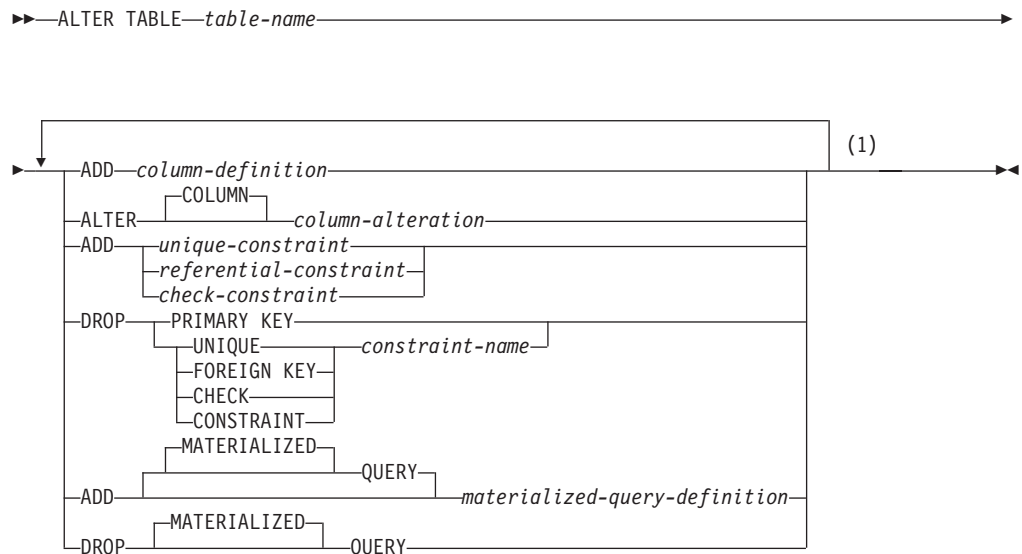 ALTER TABLE table-name
(1)
ADD column-definition
COLUMN
ALTER column-alteration
ADD unique-constraint
referential-constraint
check-constraint
DROP PRIMARY KEY
UNIQUE constraint-name
FOREIGN KEY
CHECK
CONSTRAINT
MATERIALIZED
QUERY
ADD materialized-query-definition
MATERIALIZED
DROP QUERY